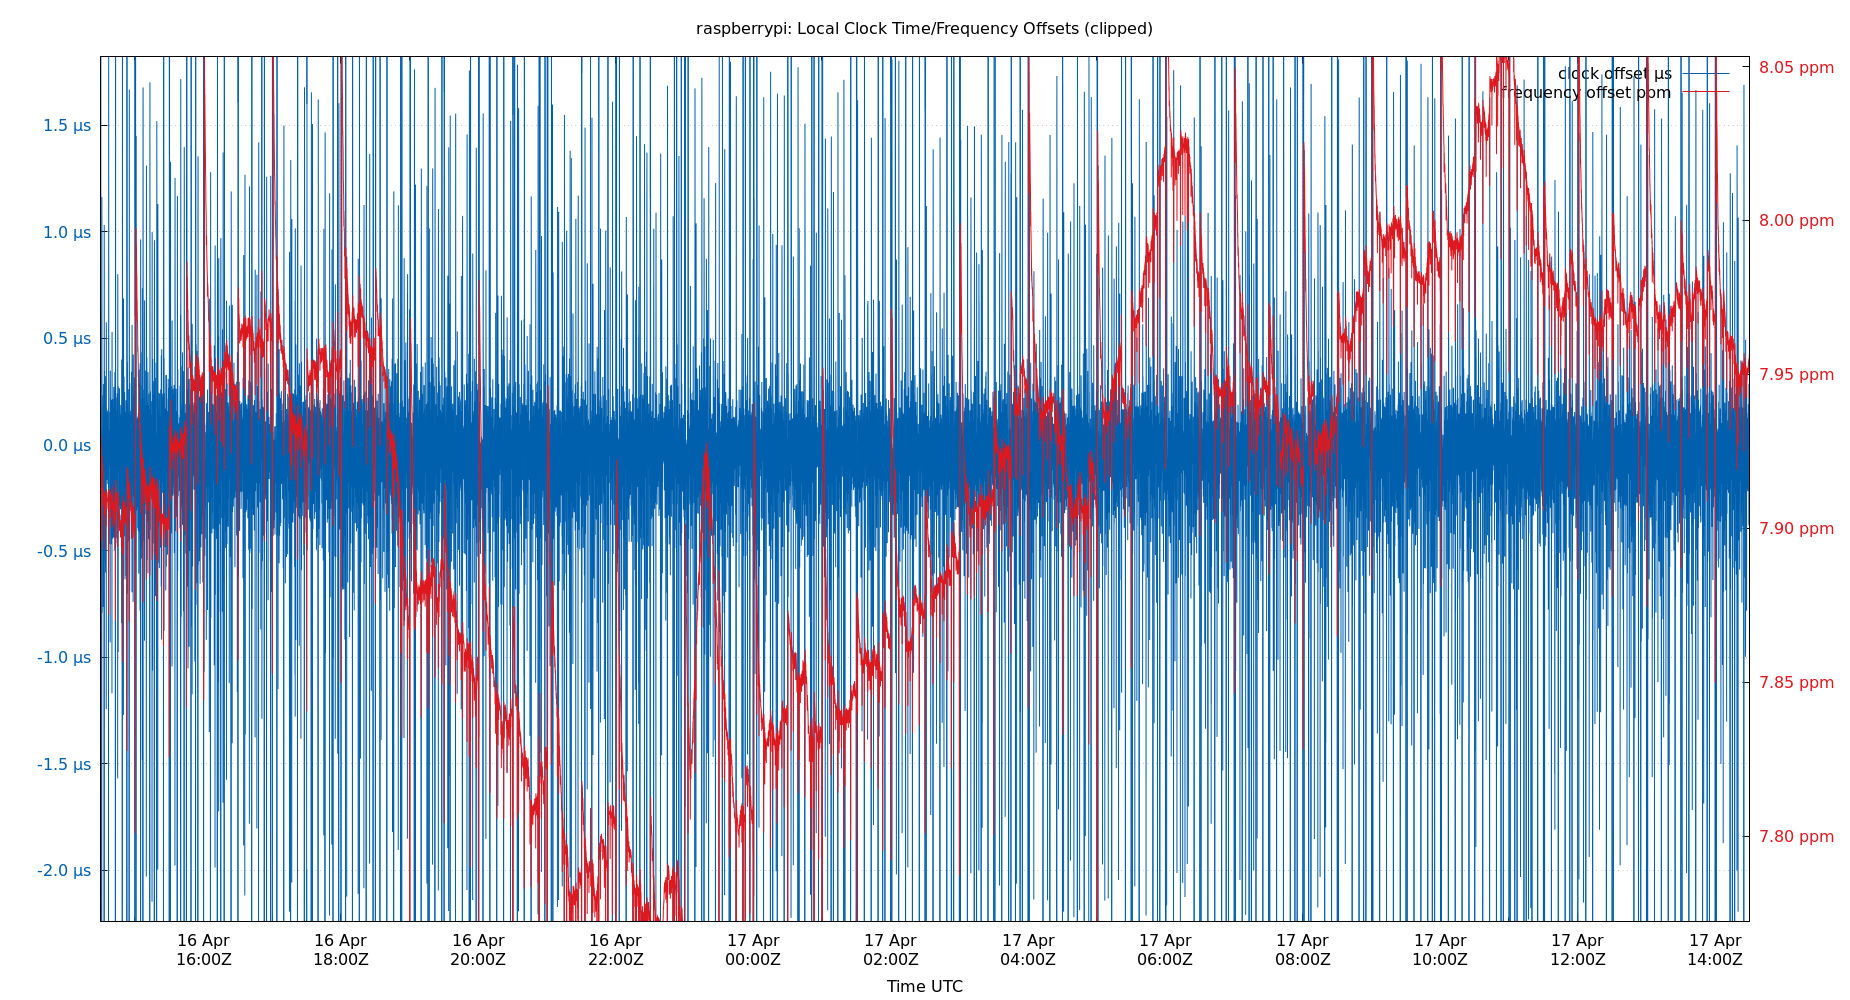 raspberrypi: Local Clock Time/Frequency Offsets (clipped)
clock offset µs
frequency offset ppm
1.5 µs
1.0 µs
0.5 µs
0.0 µs
-0.5 µs
-1.0 µs
-1.5 µs
-2.0 µs
8.05 ppm
8.00 ppm
7.95 ppm
7.90 ppm
7.85 ppm
7.80 ppm
16 Apr 16 Apr 16 Apr 16 Apr 17 Apr 17 Apr 17 Apr 17 Apr 17 Apr 17 Apr 17 Apr 17 Apr
16:00Z 18:00Z 20:00Z 22:00Z 00:00Z 02:00Z 04:00Z 06:00Z 08:00Z 10:00Z 12:00Z 14:00Z
Time UTC